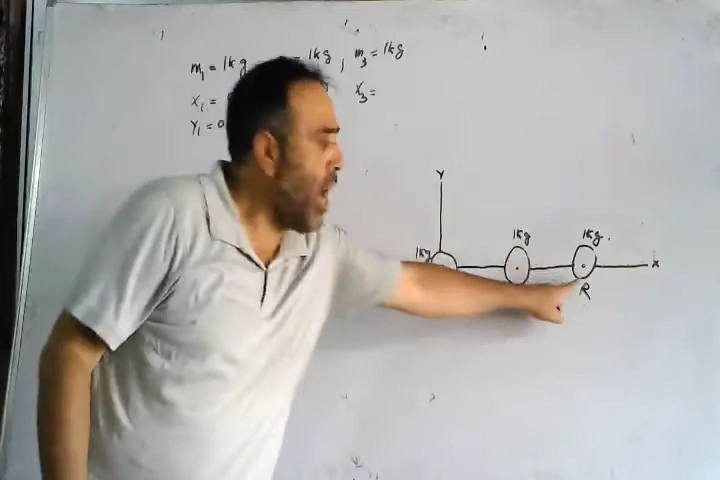 m₁ = 1kg = 1kg, m₃ = 1kg
x₁ = x₃ =
Y₁ = 0
Y
1kg 1kg 1kg.
x
R